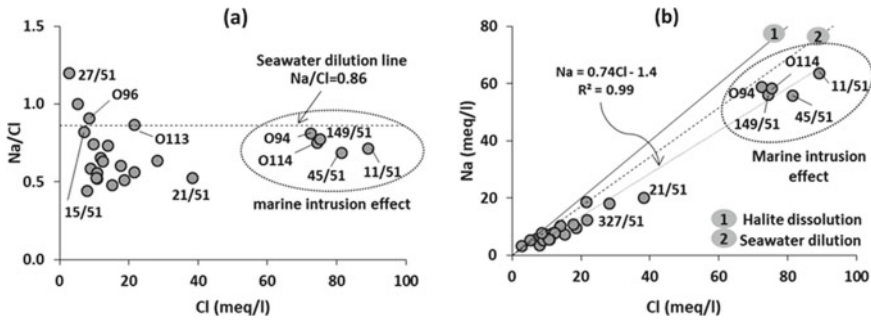 (a)
1.5
1.0
0.5
0.0
Na/Cl
27/51
O96
Seawater dilution line
Na/Cl=0.86
O113
O94
149/51
O114
15/51
21/51
45/51
11/51
marine intrusion effect
0 20 40 60 80 100
Cl (meq/l)
(b)
80
60
40
20
0
Na (meq/l)
1
2
Na = 0.74Cl - 1.4
R² = 0.99
O94
O114
11/51
149/51
45/51
Marine intrusion
effect
21/51
327/51
1 Halite dissolution
2 Seawater dilution
0 20 40 60 80 100
Cl (meq/l)